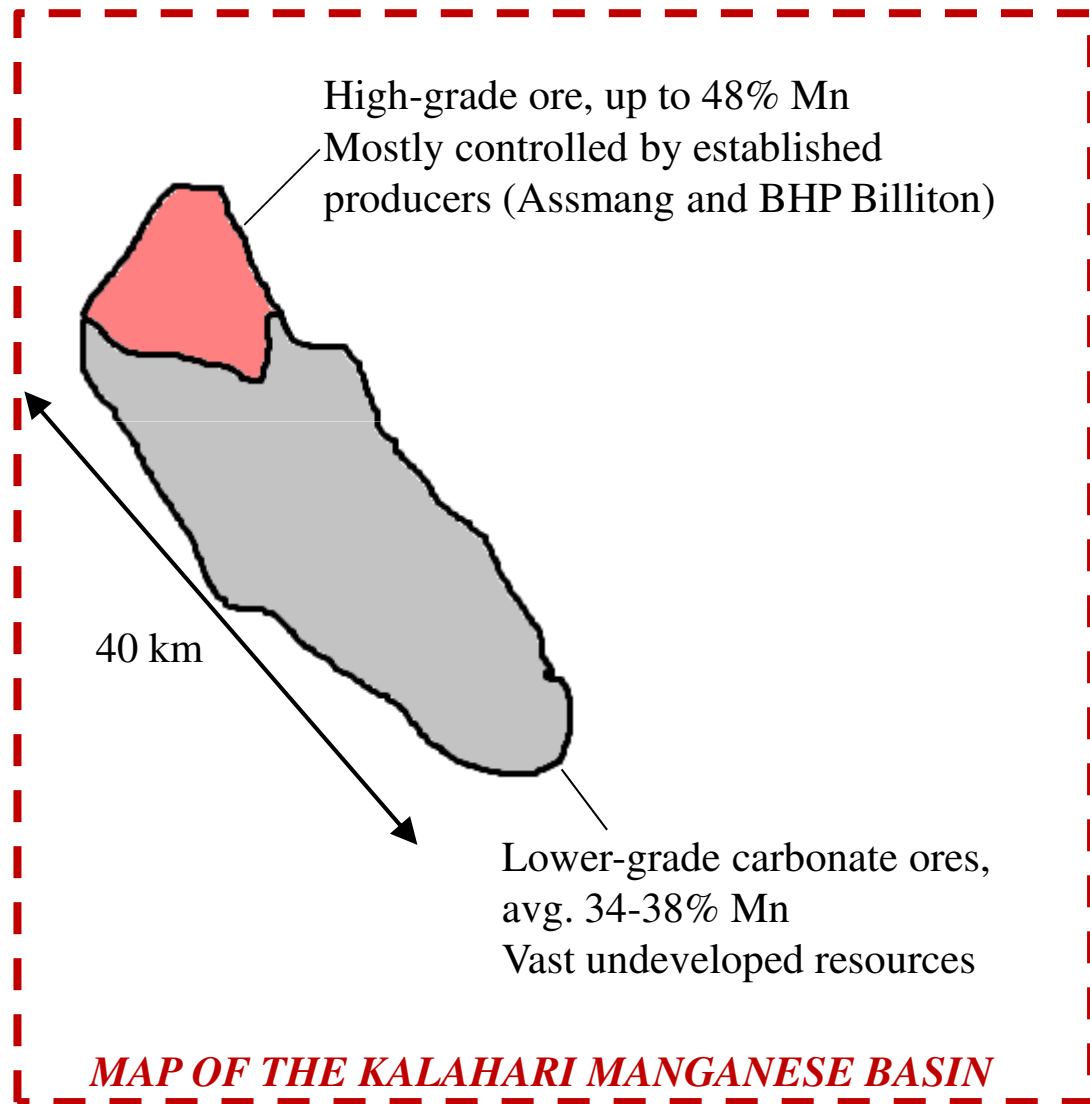 High-grade ore, up to 48% Mn
Mostly controlled by established
producers (Assmang and BHP Billiton)
40 km
Lower-grade carbonate ores,
avg. 34-38% Mn
Vast undeveloped resources
MAP OF THE KALAHARI MANGANESE BASIN